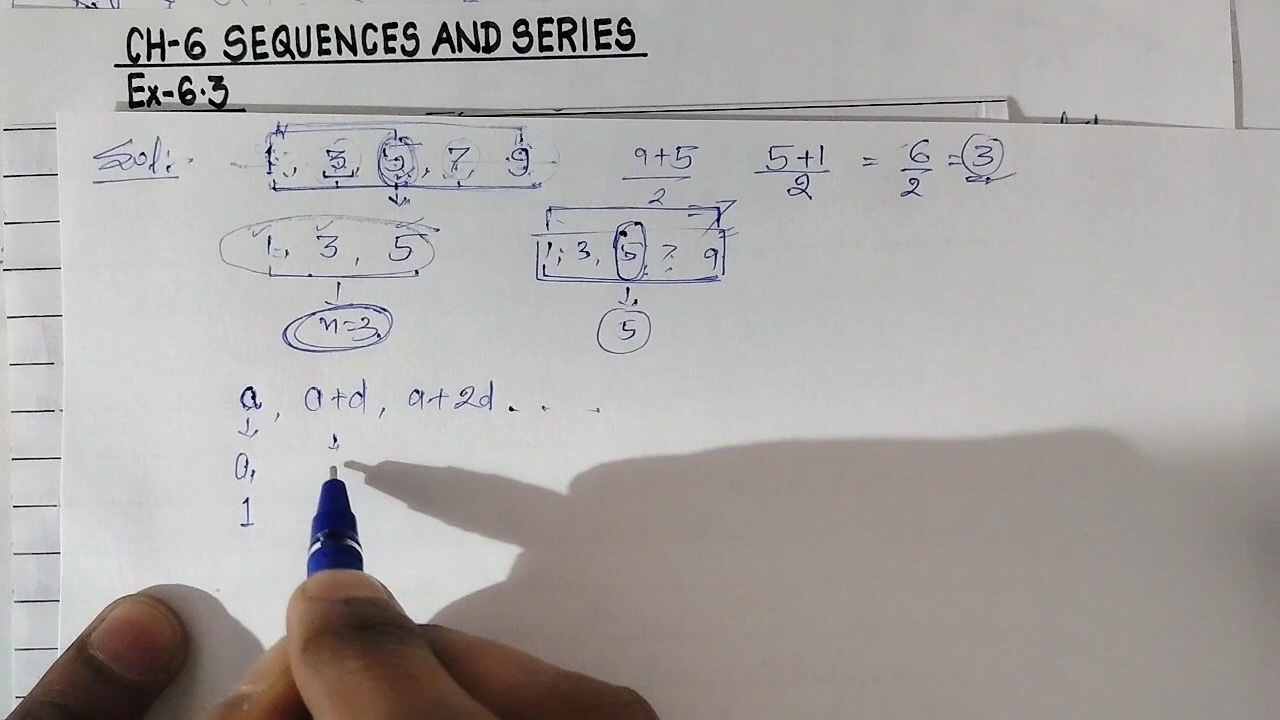 CH-6 SEQUENCES AND SERIES
Ex-6.3
Sol:
1, 3, 5, 7, 9
9+5/2 = 7
5+1/2 = 6/2 = 3
1, 3, 5
1, 3, 5, 7, 9
n=3
5
a, a+d, a+2d . . . .
a,
1